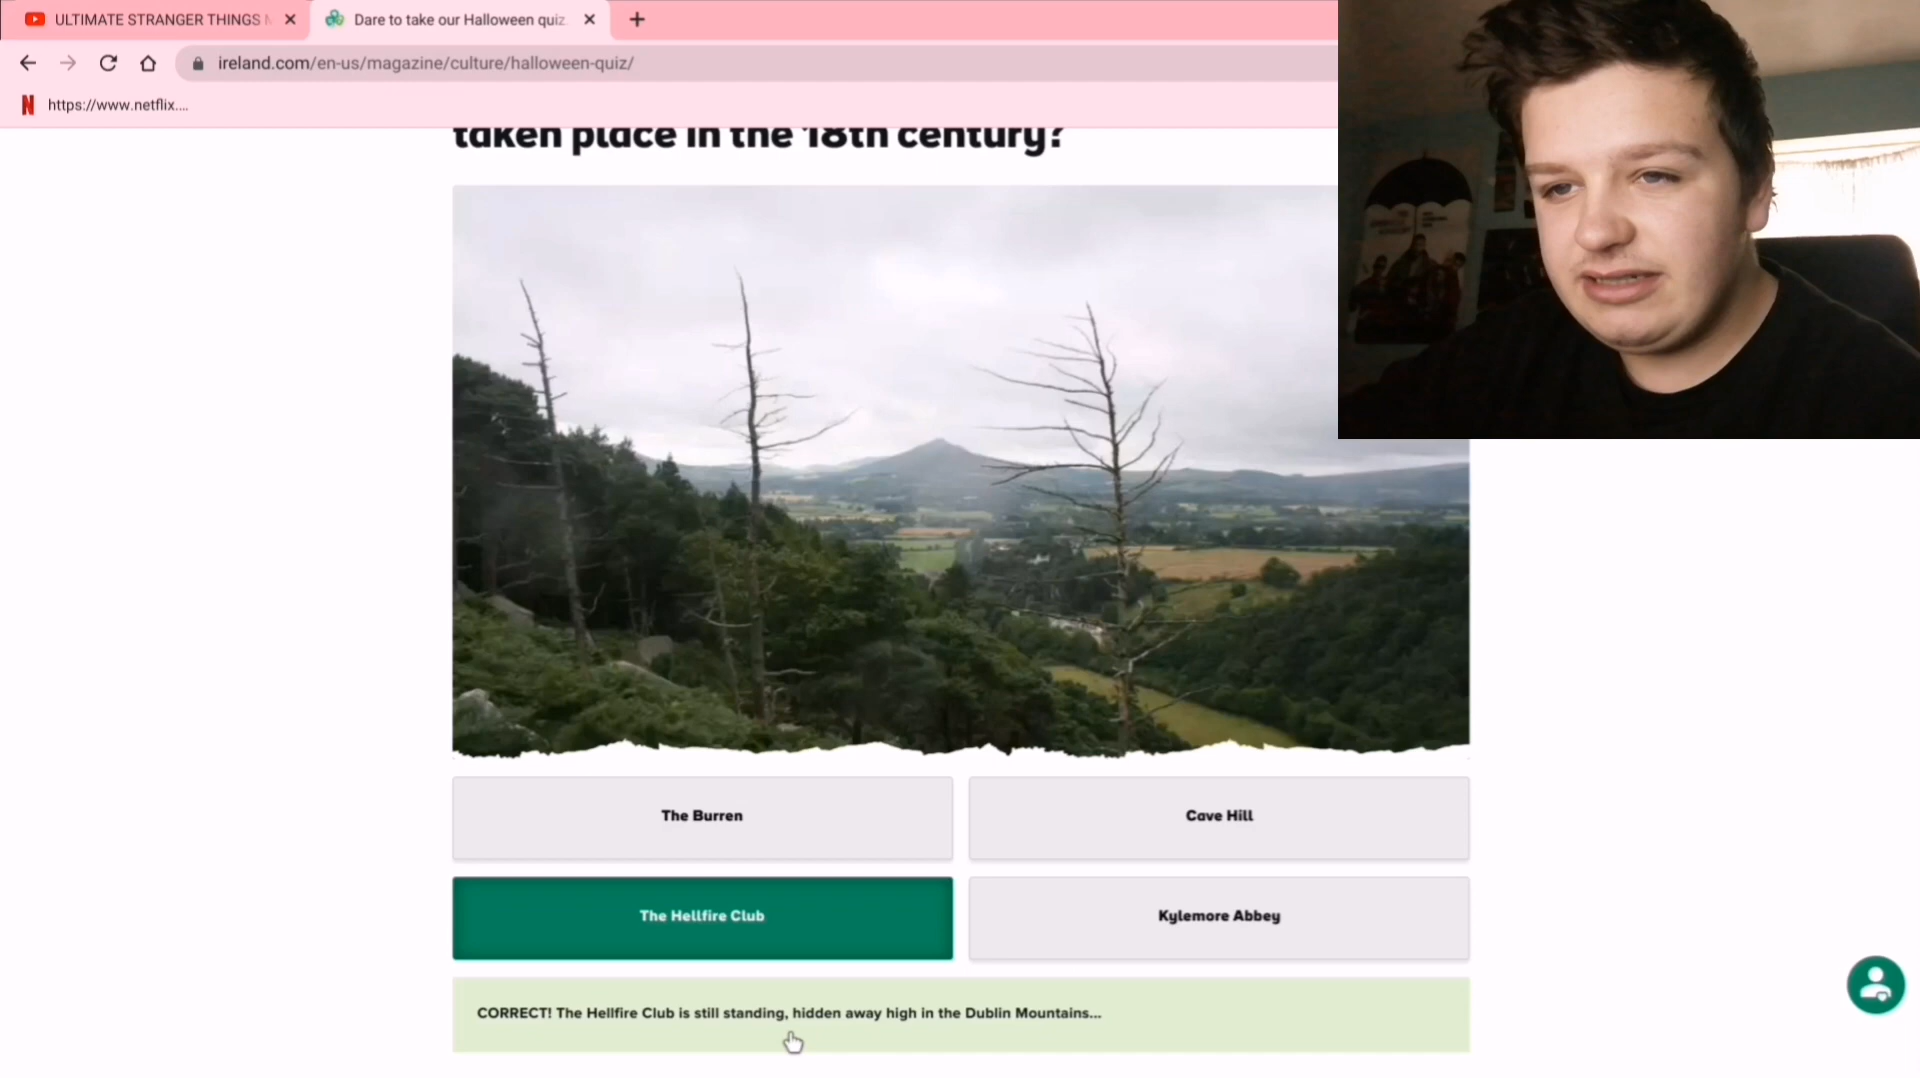 ULTIMATE STRANGER THINGS
Dare to take our Halloween quiz
ireland.com/en-us/magazine/culture/halloween-quiz/
N https://www.netflix....
taken place in the 18th century?
The Burren
Cave Hill
The Hellfire Club
Kylemore Abbey
CORRECT! The Hellfire Club is still standing, hidden away high in the Dublin Mountains...